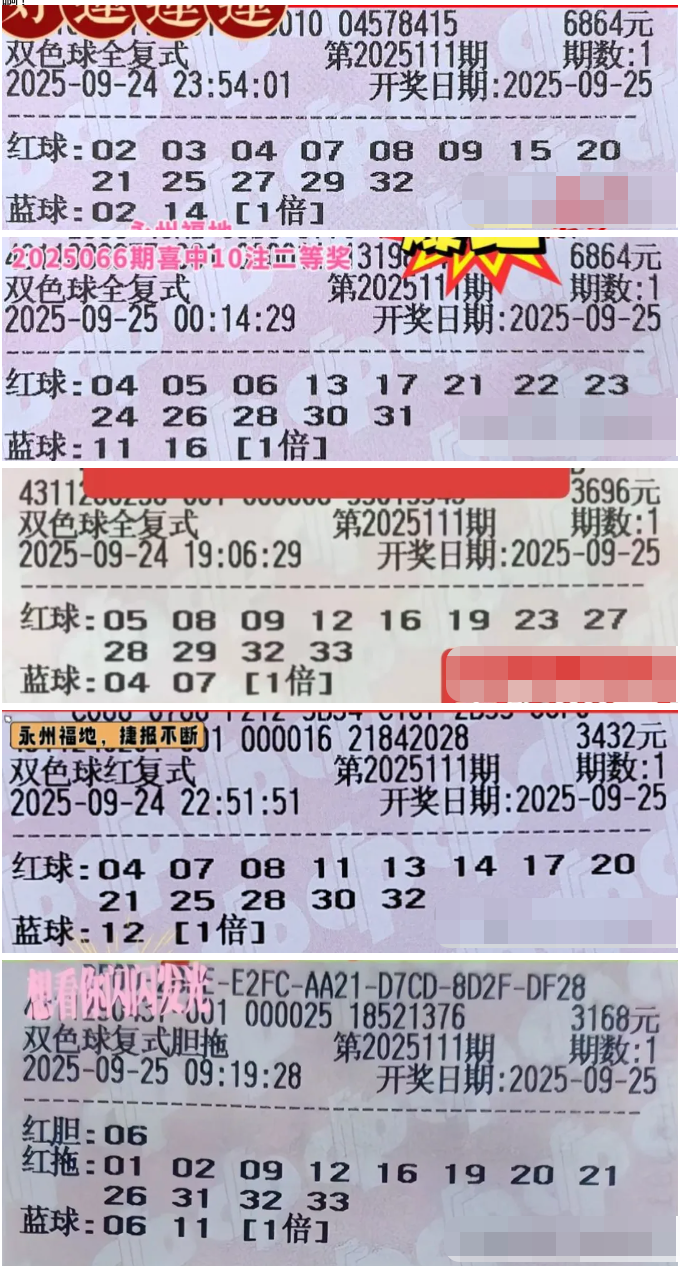 啊!
好運連連
010 04578415 6864元
双色球全复式 第2025111期 期数:1
2025-09-24 23:54:01 开奖日期:2025-09-25
红球:02 03 04 07 08 09 15 20
21 25 27 29 32
蓝球:02 14 [1倍]
永州福地
2025066期喜中10注二等奖
6864元
双色球全复式 第2025111期 期数:1
2025-09-25 00:14:29 开奖日期:2025-09-25
红球:04 05 06 13 17 21 22 23
24 26 28 30 31
蓝球:11 16 [1倍]
3696元
双色球全复式 第2025111期 期数:1
2025-09-24 19:06:29 开奖日期:2025-09-25
红球:05 08 09 12 16 19 23 27
28 29 32 33
蓝球:04 07 [1倍]
永州福地,捷报不断
01 000016 21842028 3432元
双色球红复式 第2025111期 期数:1
2025-09-24 22:51:51 开奖日期:2025-09-25
红球:04 07 08 11 13 14 17 20
21 25 28 30 32
蓝球:12 [1倍]
想看你闪闪发光
-E2FC-AA21-D7CD-8D2F-DF28
001 000025 18521376 3168元
双色球复式胆拖 第2025111期 期数:1
2025-09-25 09:19:28 开奖日期:2025-09-25
红胆:06
红拖:01 02 09 12 16 19 20 21
26 31 32 33
蓝球:06 11 [1倍]